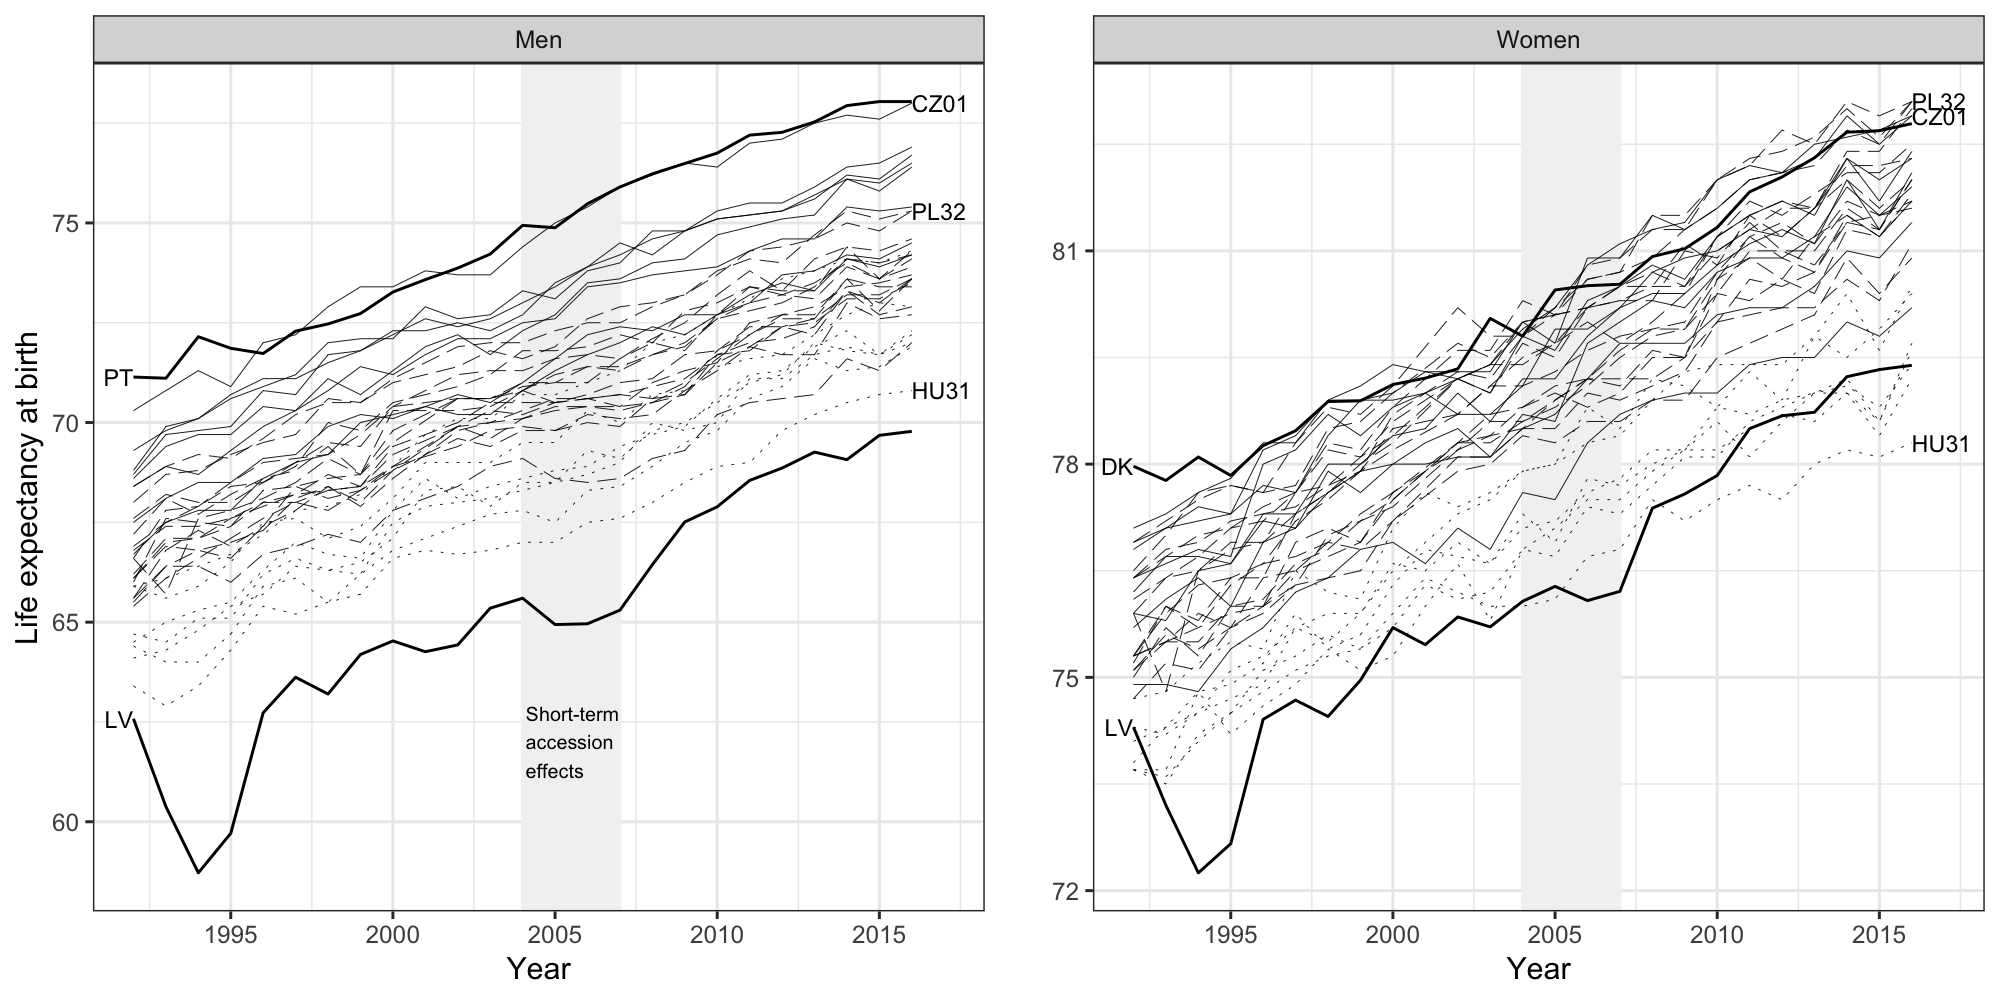 Men
Life expectancy at birth
75
70
65
60
PT
LV
CZ01
PL32
HU31
Short-term
accession
effects
1995
2000
2005
2010
2015
Year
Women
81
78
75
72
DK
LV
PL32
CZ01
HU31
1995
2000
2005
2010
2015
Year